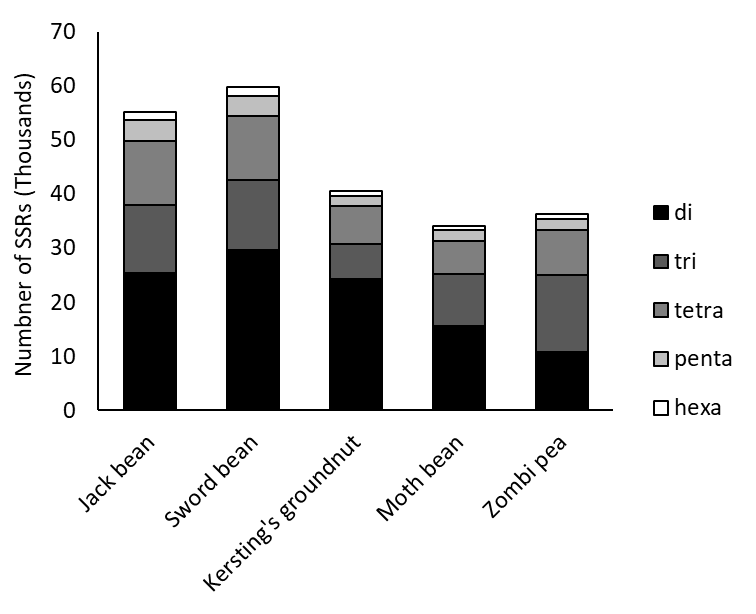 70
60
50
40
30
20
10
0
Numbner of SSRs (Thousands)
Jack bean
Sword bean
Kersting's groundnut
Moth bean
Zombi pea
di
tri
tetra
penta
hexa